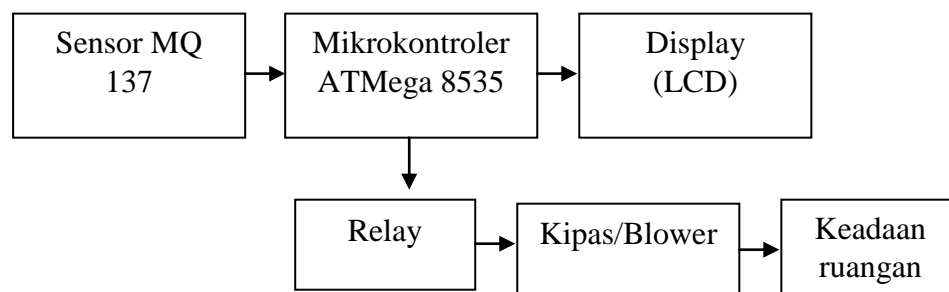 Sensor MQ
137
Mikrokontroler
ATMega 8535
Display
(LCD)
Relay
Kipas/Blower
Keadaan
ruangan